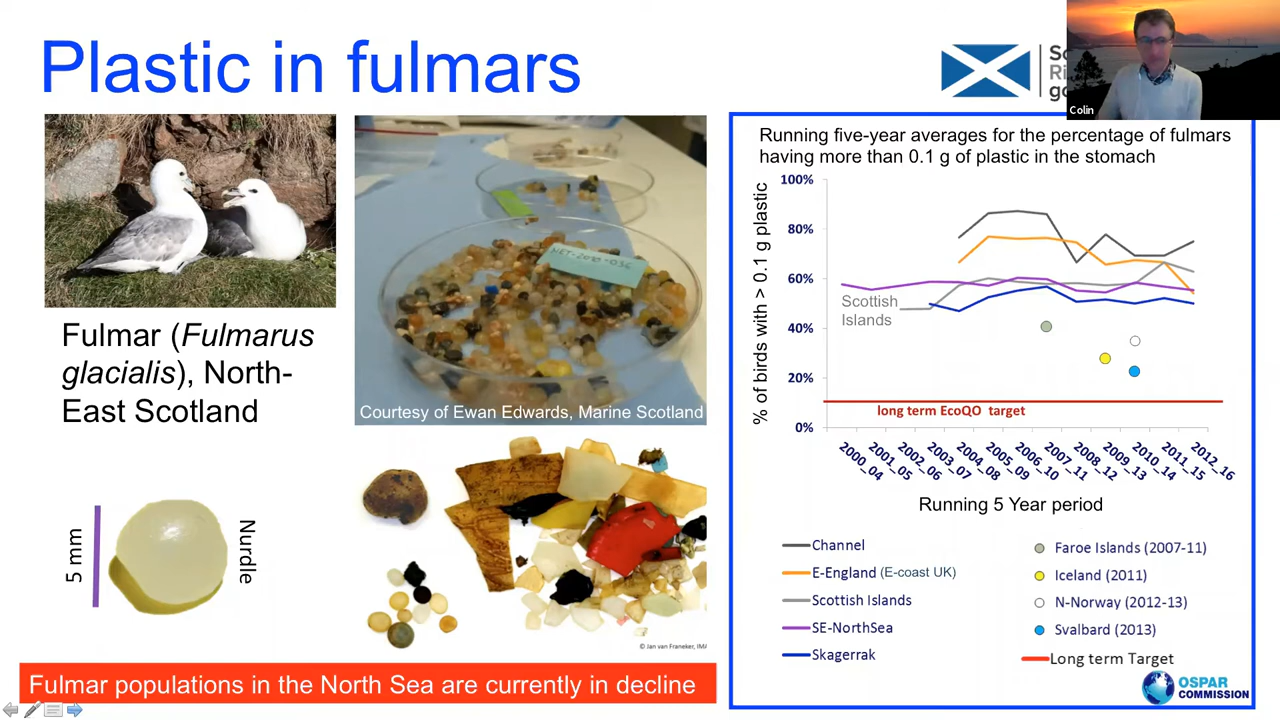 Plastic in fulmars
Colin
Fulmar (Fulmarus
glacialis), North-
East Scotland
NET-2010-036
Courtesy of Ewan Edwards, Marine Scotland
5 mm
Nurdle
© Jan van Franeker, IMA
Fulmar populations in the North Sea are currently in decline
Running five-year averages for the percentage of fulmars
having more than 0.1 g of plastic in the stomach
% of birds with > 0.1 g plastic
100%
80%
60%
40%
20%
0%
Scottish
Islands
long term EcoQO target
2000_04
2001_05
2002_06
2003_07
2004_08
2005_09
2006_10
2007_11
2008_12
2009_13
2010_14
2011_15
2012_16
Running 5 Year period
Channel
E-England (E-coast UK)
Scottish Islands
SE-NorthSea
Skagerrak
Faroe Islands (2007-11)
Iceland (2011)
N-Norway (2012-13)
Svalbard (2013)
Long term Target
OSPAR
COMMISSION